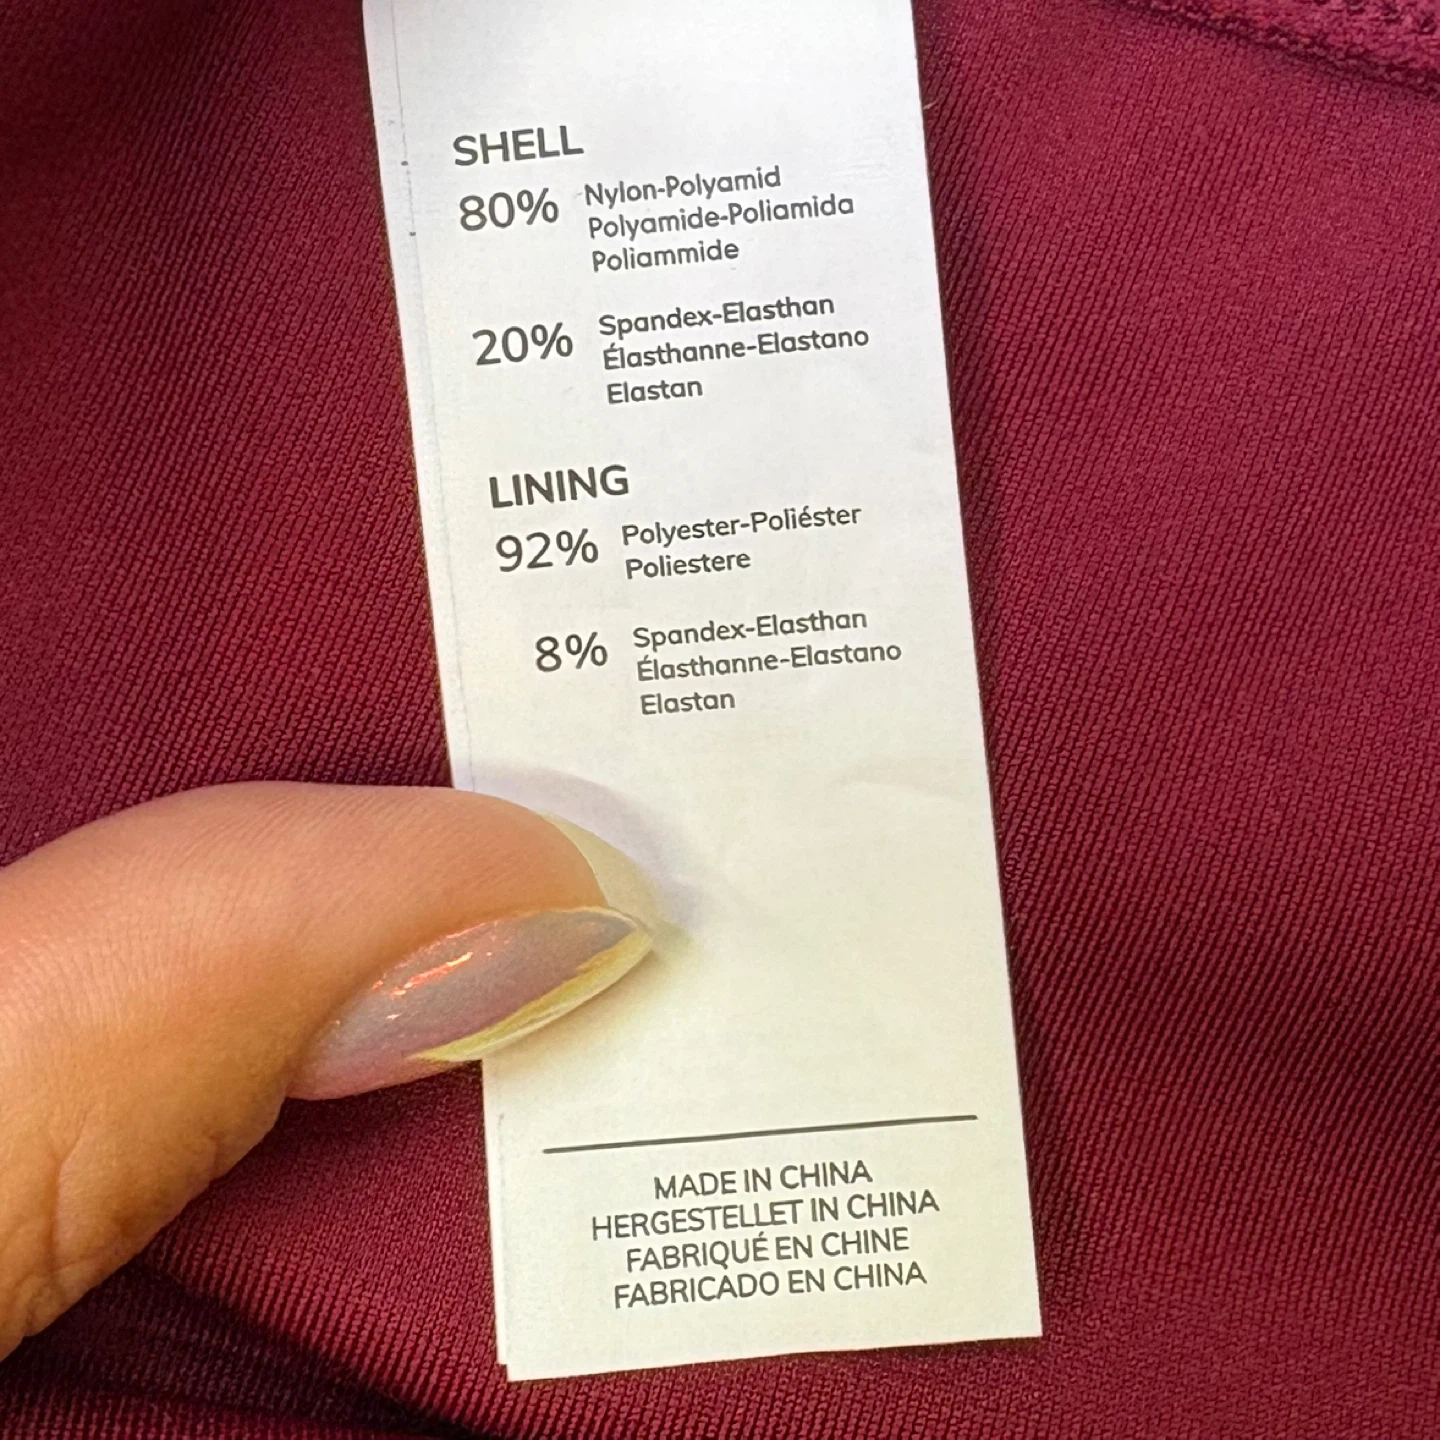 SHELL
80% Nylon-Polyamid
Polyamide-Poliamida
Poliammide
20% Spandex-Elasthan
Élasthanne-Elastano
Elastan
LINING
92% Polyester-Poliéster
Poliestere
8% Spandex-Elasthan
Élasthanne-Elastano
Elastan
MADE IN CHINA
HERGESTELLET IN CHINA
FABRIQUÉ EN CHINE
FABRICADO EN CHINA